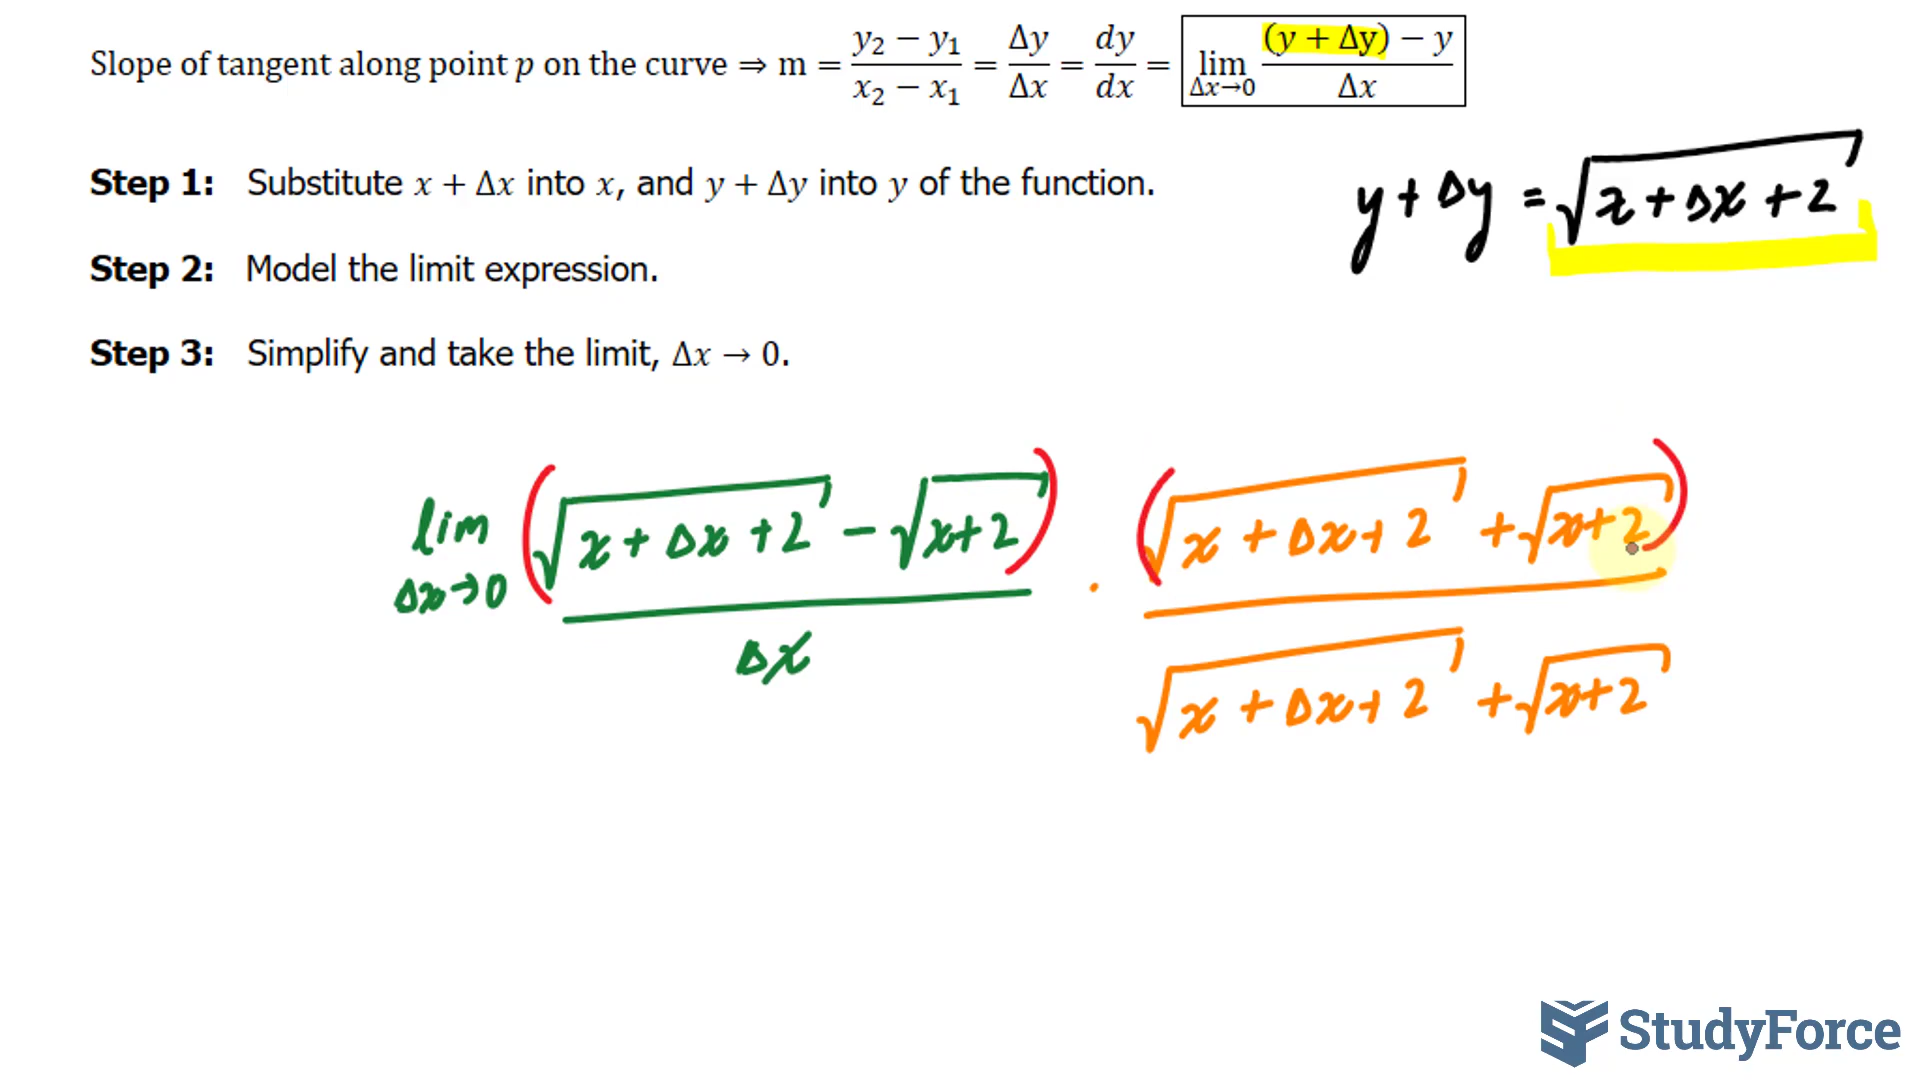 Slope of tangent along point p on the curve ⇒ m = (y₂ − y₁)/(x₂ − x₁) = Δy/Δx = dy/dx = lim Δx→0 ((y + Δy) − y)/Δx
Step 1: Substitute x + Δx into x, and y + Δy into y of the function.
y + Δy = √(x + Δx + 2)
Step 2: Model the limit expression.
Step 3: Simplify and take the limit, Δx → 0.
lim Δx→0 (√(x + Δx + 2) − √(x+2))/Δx · (√(x + Δx + 2) + √(x+2))/(√(x + Δx + 2) + √(x+2))
StudyForce